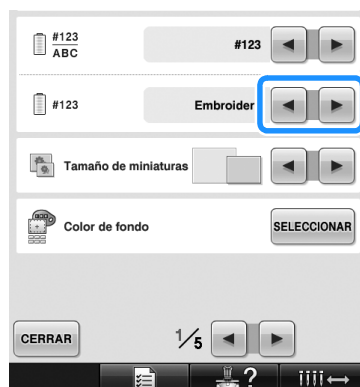 #123
ABC
#123
#123
Embroider
Tamaño de miniaturas
Color de fondo
SELECCIONAR
CERRAR
1/5
?